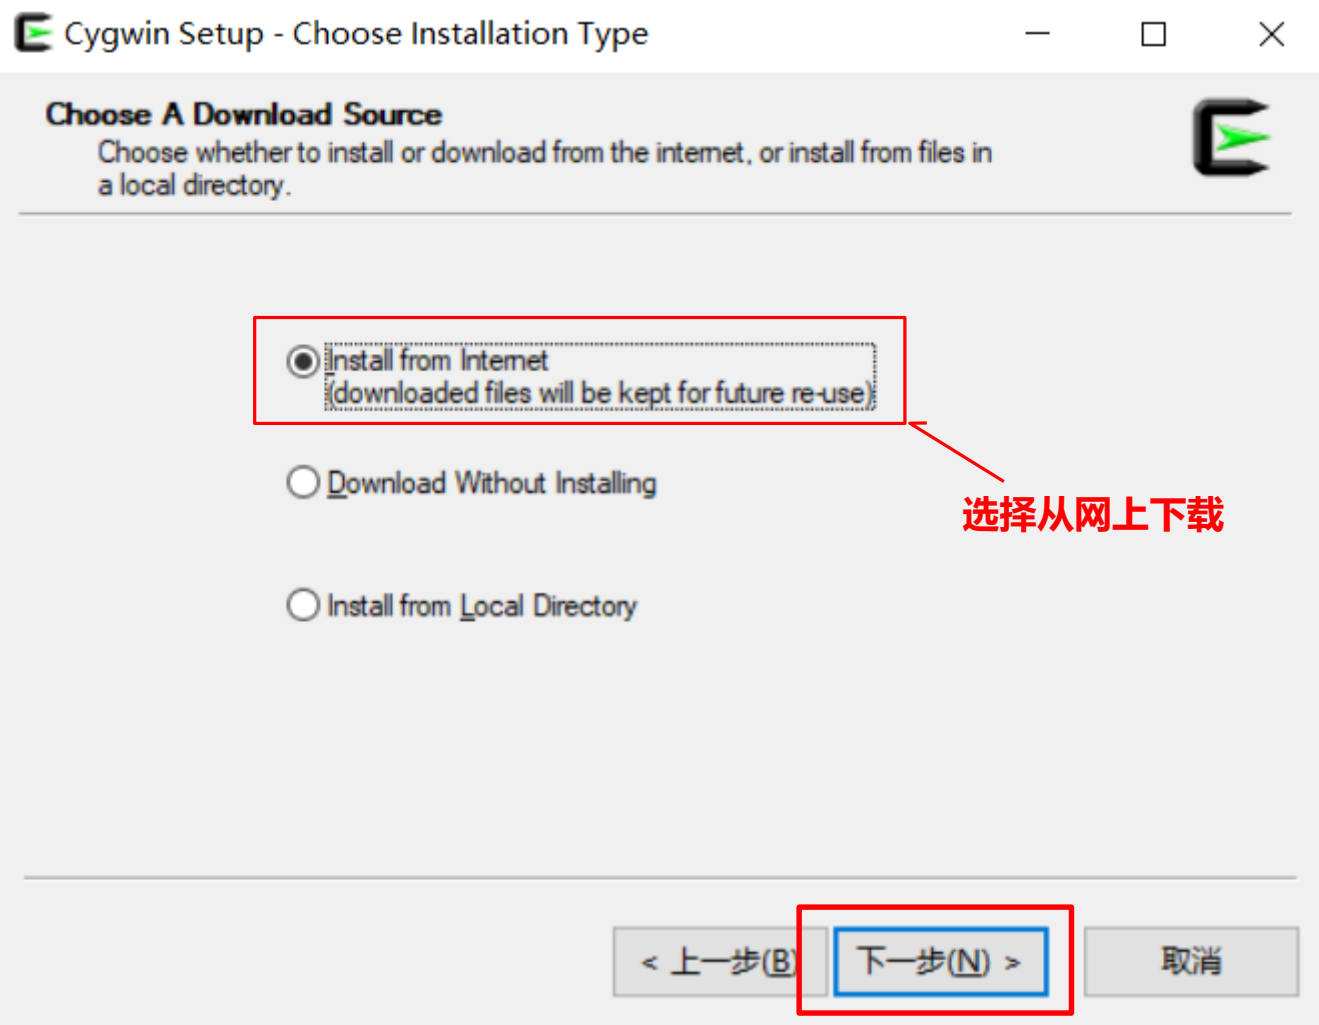 Cygwin Setup - Choose Installation Type
Choose A Download Source
Choose whether to install or download from the internet, or install from files in
a local directory.
Install from Internet
(downloaded files will be kept for future re-use)
Download Without Installing
选择从网上下载
Install from Local Directory
< 上一步(B)
下一步(N) >
取消